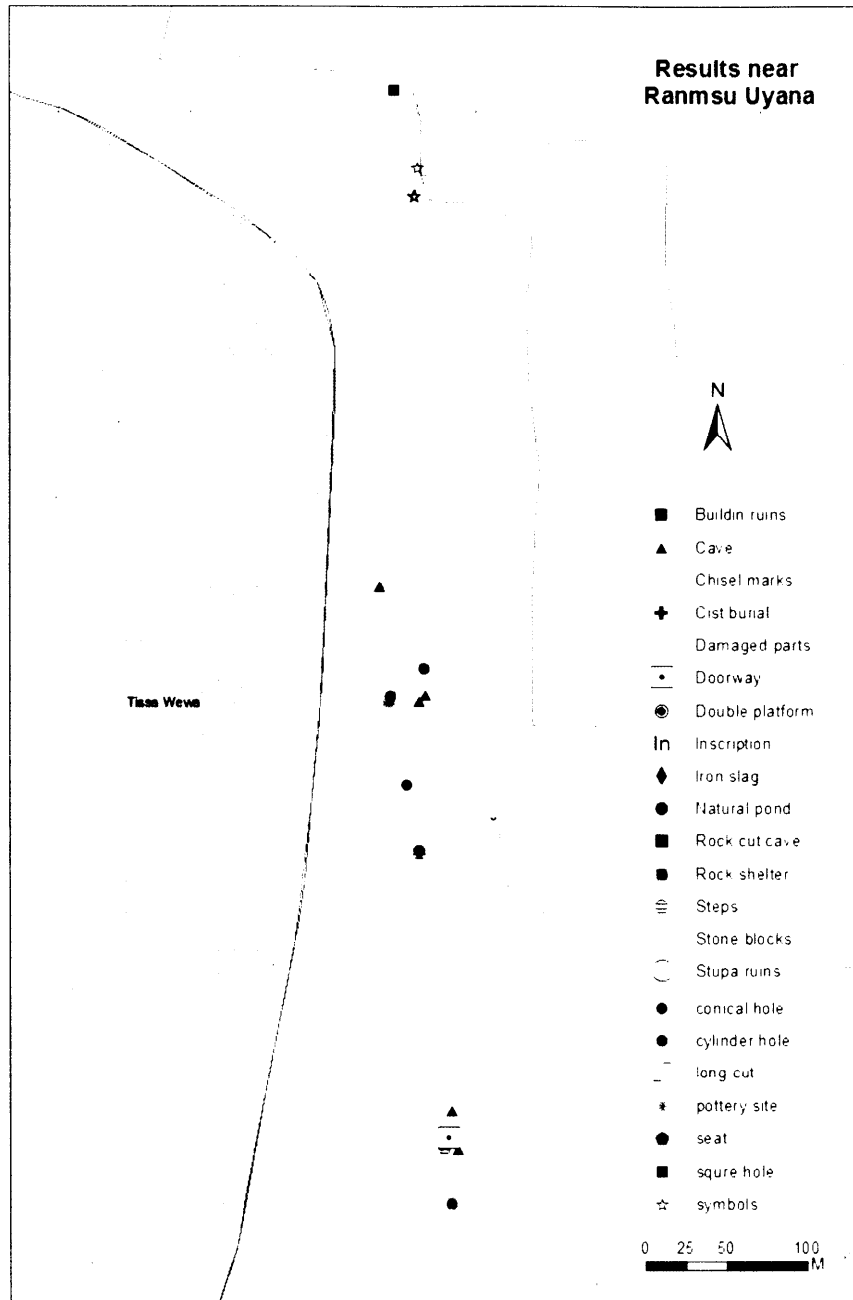 Results near
Ranmsu Uyana
N
Tissa Wewa
Buildin ruins
Cave
Chisel marks
Cist burial
Damaged parts
Doorway
Double platform
In Inscription
Iron slag
Natural pond
Rock cut cave
Rock shelter
Steps
Stone blocks
Stupa ruins
conical hole
cylinder hole
long cut
pottery site
seat
squre hole
symbols
0 25 50 100
M